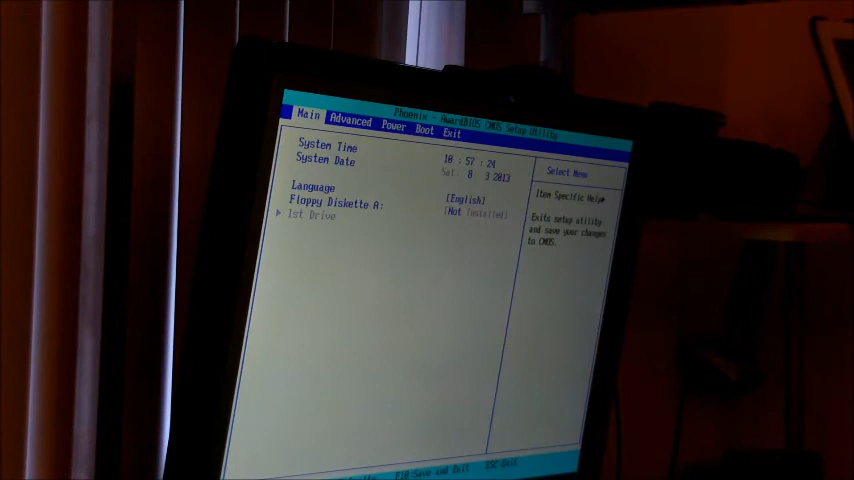 Phoenix - AwardBIOS CMOS Setup Utility
Main Advanced Power Boot Exit
System Time 10 : 57 : 24
System Date Sat. 8 3 2013
Language [English]
Floppy Diskette A: [Not Installed]
1st Drive
Select Menu
Item Specific Help▸
Exits setup utility
and save your changes
to CMOS.
F10-Save and Exit ESC-Exit